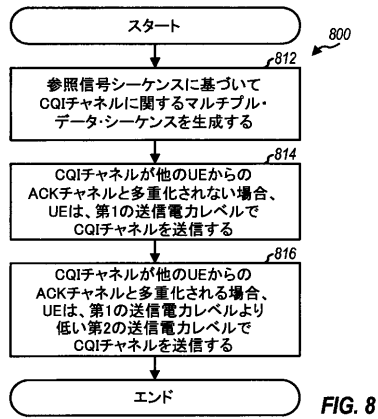 スタート
800
812
参照信号シーケンスに基づいて
CQIチャネルに関するマルチプル・
データ・シーケンスを生成する
814
CQIチャネルが他のUEからの
ACKチャネルと多重化されない場合、
UEは、第1の送信電力レベルで
CQIチャネルを送信する
816
CQIチャネルが他のUEからの
ACKチャネルと多重化される場合、
UEは、第1の送信電力レベルより
低い第2の送信電力レベルで
CQIチャネルを送信する
エンド
FIG. 8